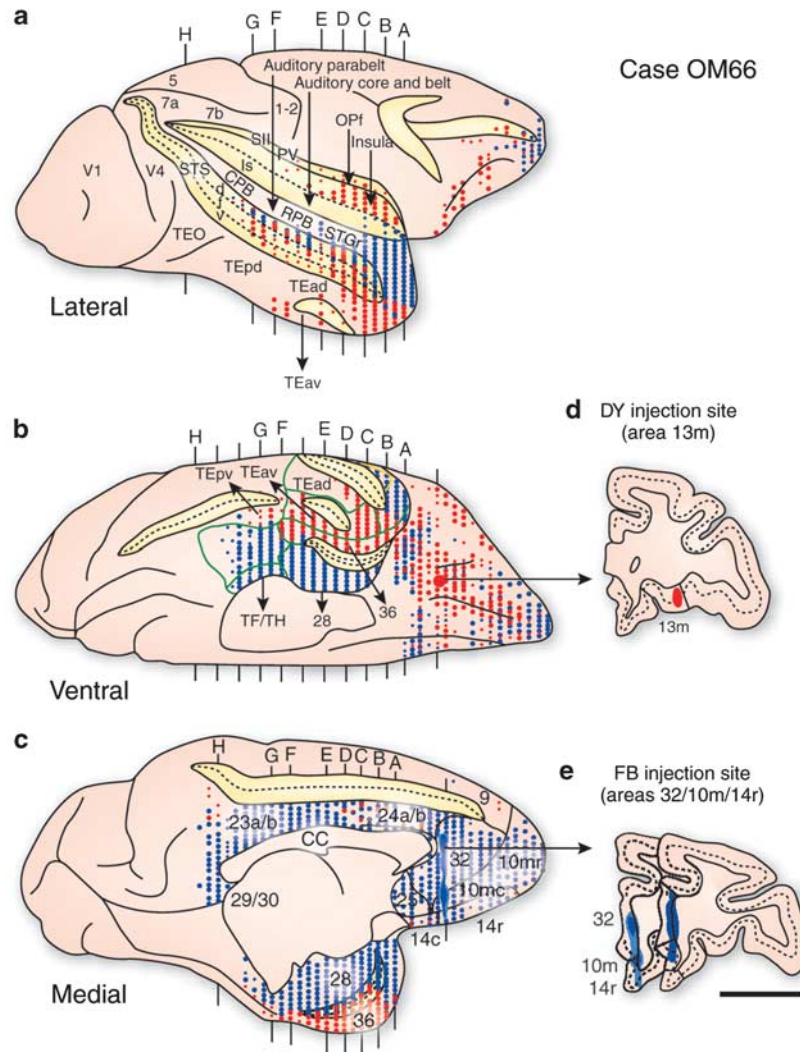 a
H
G F E D C B A
Case OM66
Auditory parabelt
Auditory core and belt
5
7a
7b
1-2
OPf
Insula
SII
PV
V1
V4
STS
Is
CPB
d
v
RPB
STGr
TEO
TEpd
TEad
Lateral
TEav
b
H G F E D C B A
TEpv TEav TEad
TF/TH 28 36
Ventral
d DY injection site
(area 13m)
13m
c
H
G F E D C B A
9
23a/b 24a/b
CC
32 10mr
10mc
29/30
25
14c 14r
28
36
Medial
e FB injection site
(areas 32/10m/14r)
32
10m
14r